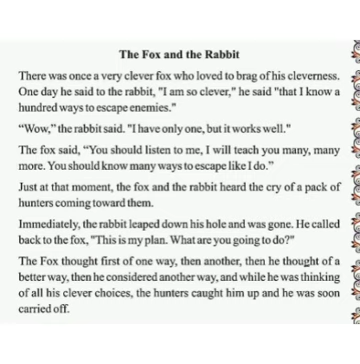 The Fox and the Rabbit
There was once a very clever fox who loved to brag of his cleverness.
One day he said to the rabbit, "I am so clever," he said "that I know a
hundred ways to escape enemies."
“Wow,” the rabbit said. "I have only one, but it works well."
The fox said, “You should listen to me, I will teach you many, many
more. You should know many ways to escape like I do.”
Just at that moment, the fox and the rabbit heard the cry of a pack of
hunters coming toward them.
Immediately, the rabbit leaped down his hole and was gone. He called
back to the fox, "This is my plan. What are you going to do?"
The Fox thought first of one way, then another, then he thought of a
better way, then he considered another way, and while he was thinking
of all his clever choices, the hunters caught him up and he was soon
carried off.